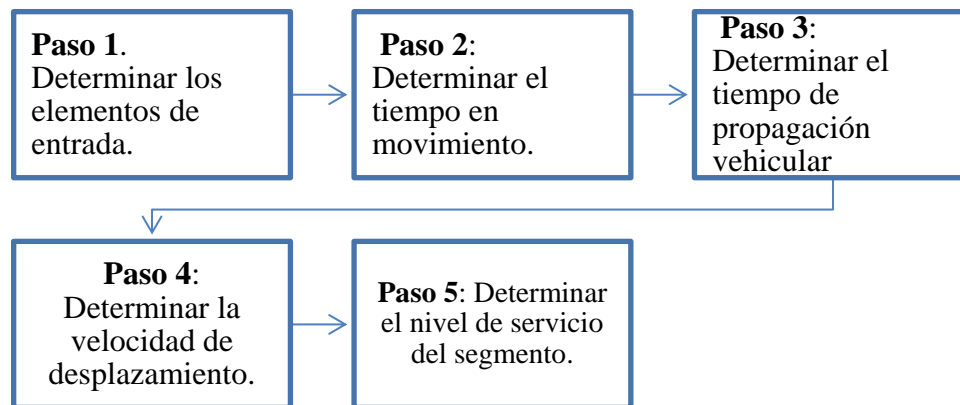 Paso 1.
Determinar los
elementos de
entrada.
Paso 2:
Determinar el
tiempo en
movimiento.
Paso 3:
Determinar el
tiempo de
propagación
vehicular
Paso 4:
Determinar la
velocidad de
desplazamiento.
Paso 5: Determinar
el nivel de servicio
del segmento.